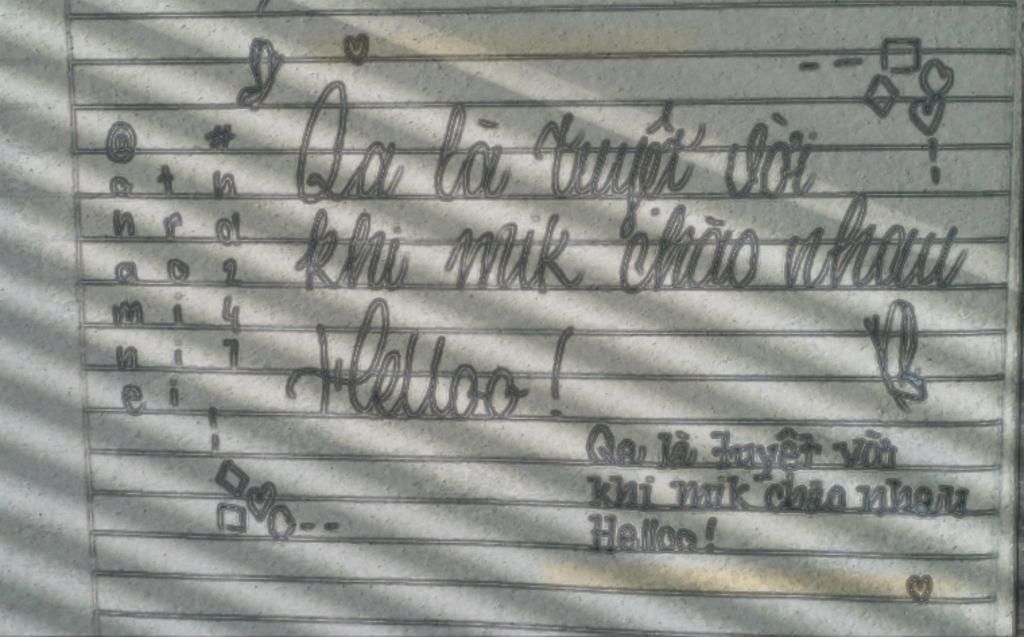 Qa là tuyệt vời
khi mik chào nhau
Helloo !
Qa là tuyệt vời
khi mik chào nhau
Helloo !